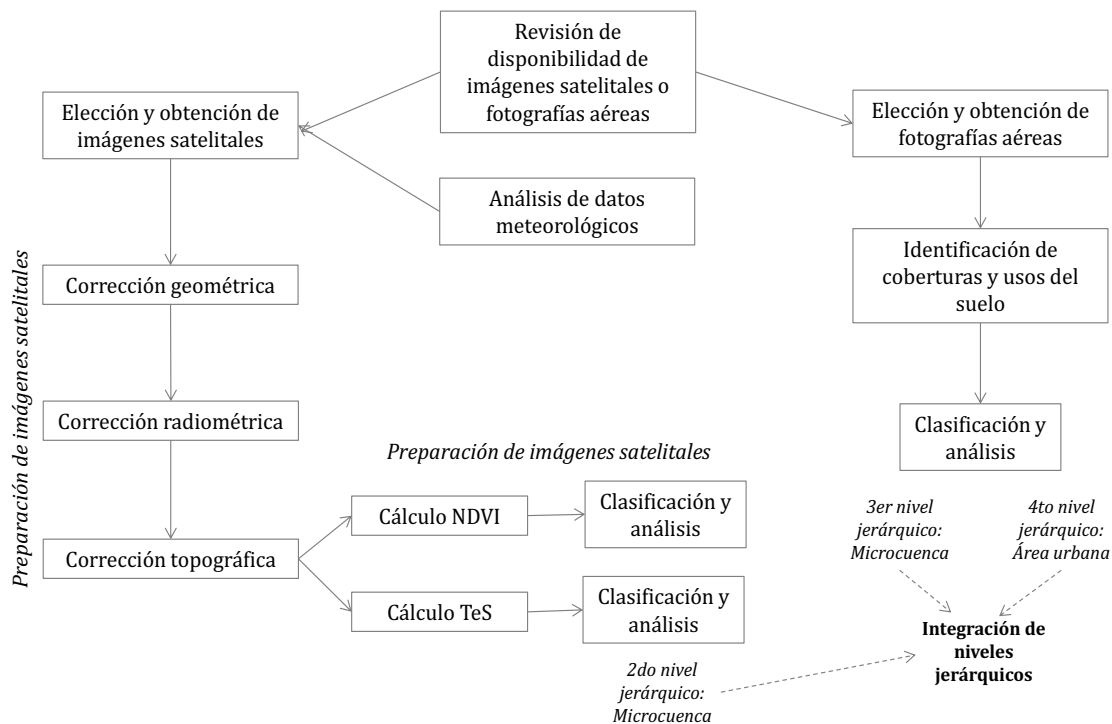 Revisión de
disponibilidad de
imágenes satelitales o
fotografías aéreas
Elección y obtención de
imágenes satelitales
Elección y obtención de
fotografías aéreas
Análisis de datos
meteorológicos
Identificación de
coberturas y usos del
suelo
Preparación de imágenes satelitales
Corrección geométrica
Corrección radiométrica
Clasificación y
análisis
Preparación de imágenes satelitales
Cálculo NDVI
Clasificación y
análisis
Corrección topográfica
3er nivel
jerárquico:
Microcuenca
4to nivel
jerárquico:
Área urbana
Cálculo TeS
Clasificación y
análisis
Integración de
niveles
jerárquicos
2do nivel
jerárquico:
Microcuenca